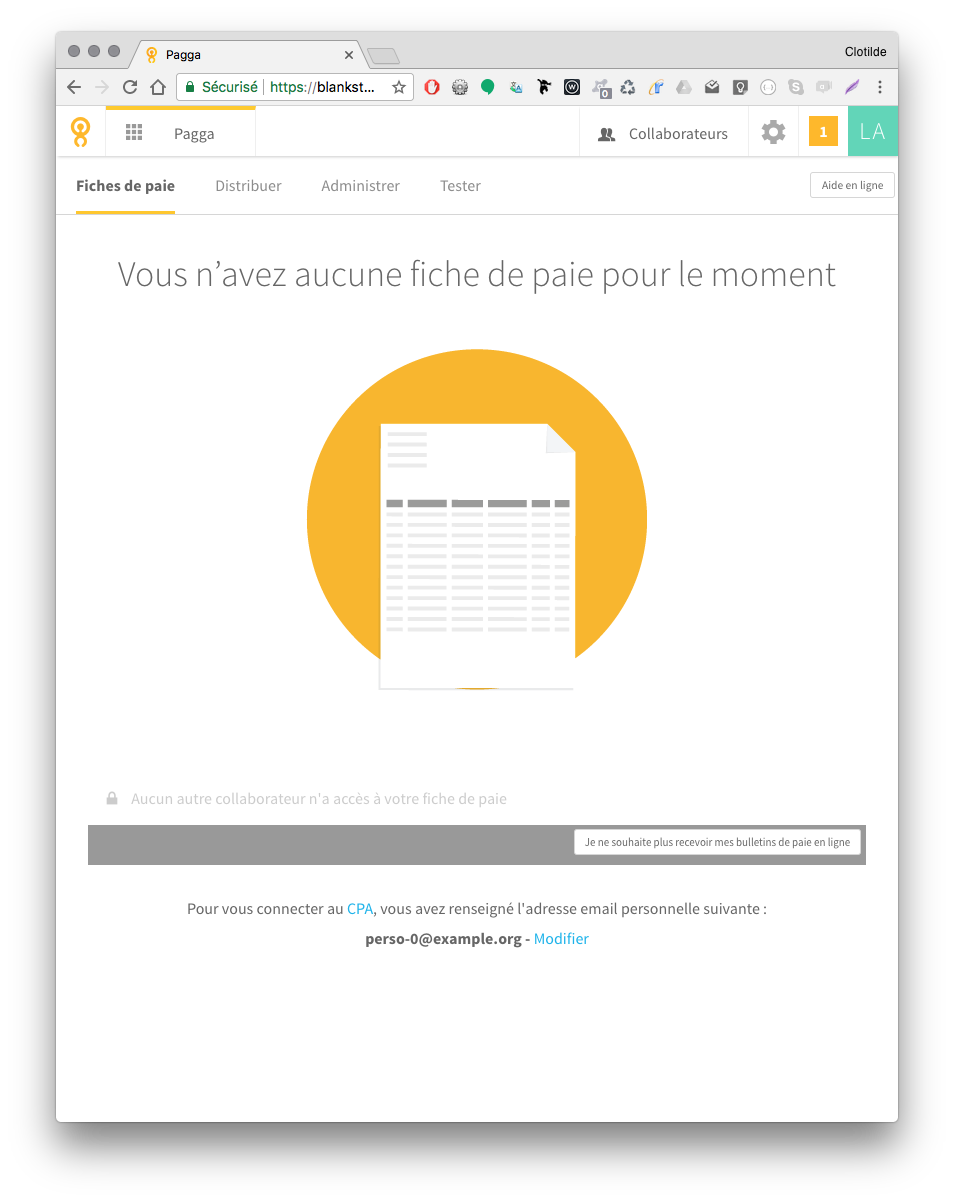 Pagga
Clotilde
Sécurisé
https://blankst...
0
Pagga
Collaborateurs
1
LA
Fiches de paie
Distribuer
Administrer
Tester
Aide en ligne
Vous n’avez aucune fiche de paie pour le moment
Aucun autre collaborateur n'a accès à votre fiche de paie
Je ne souhaite plus recevoir mes bulletins de paie en ligne
Pour vous connecter au CPA, vous avez renseigné l'adresse email personnelle suivante :
perso-0@example.org - Modifier